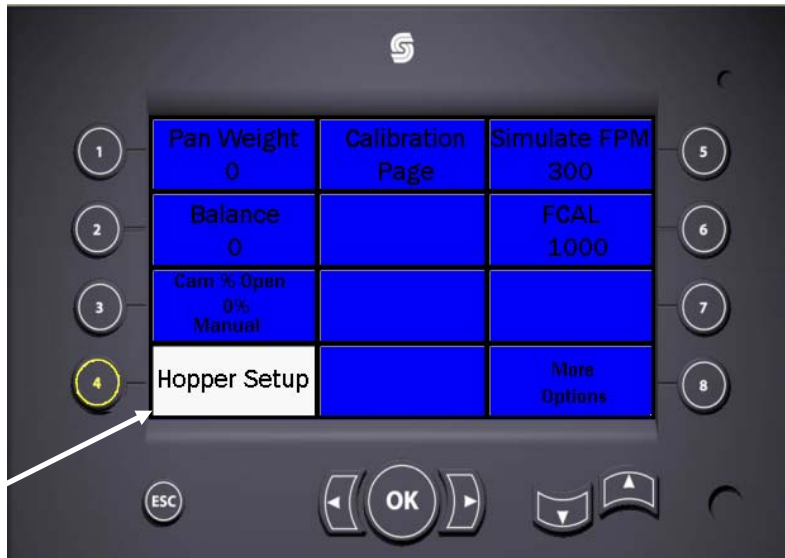 Pan Weight
0
Calibration
Page
Simulate FPM
300
Balance
0
FCAL
1000
Cam % Open
0%
Manual
Hopper Setup
More
Options
1
2
3
4
5
6
7
8
ESC
OK